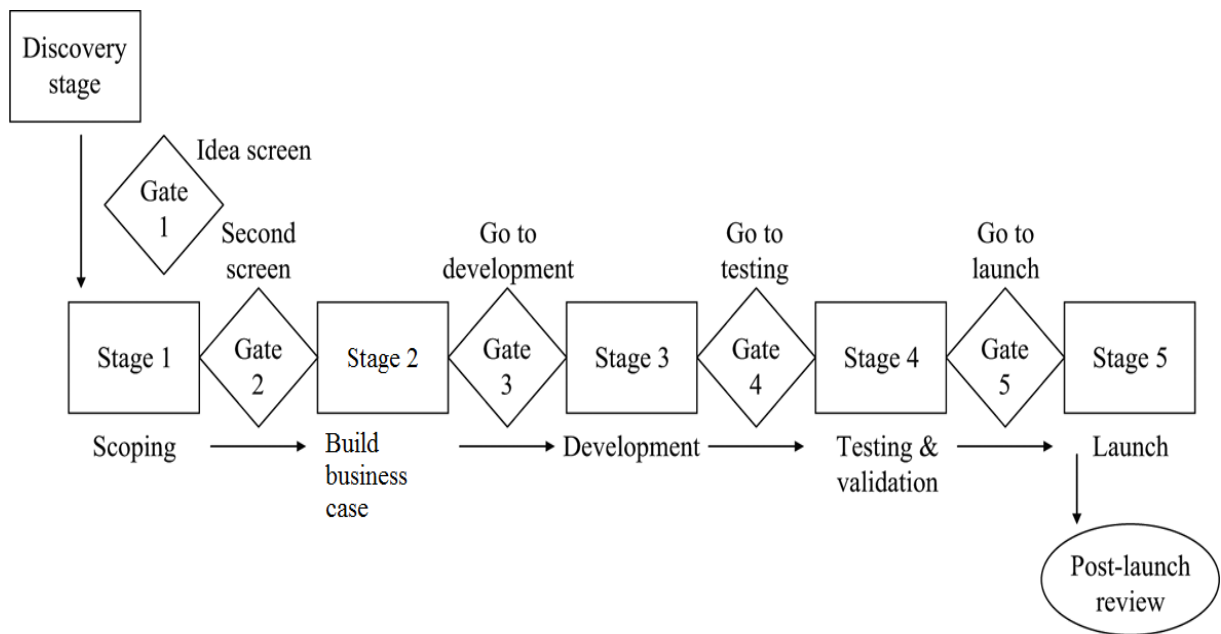 Discovery
stage
Idea screen
Gate
1
Second
screen
Go to
development
Go to
testing
Go to
launch
Stage 1
Gate
2
Stage 2
Gate
3
Stage 3
Gate
4
Stage 4
Gate
5
Stage 5
Scoping
Build
business
case
Development
Testing &
validation
Launch
Post-launch
review